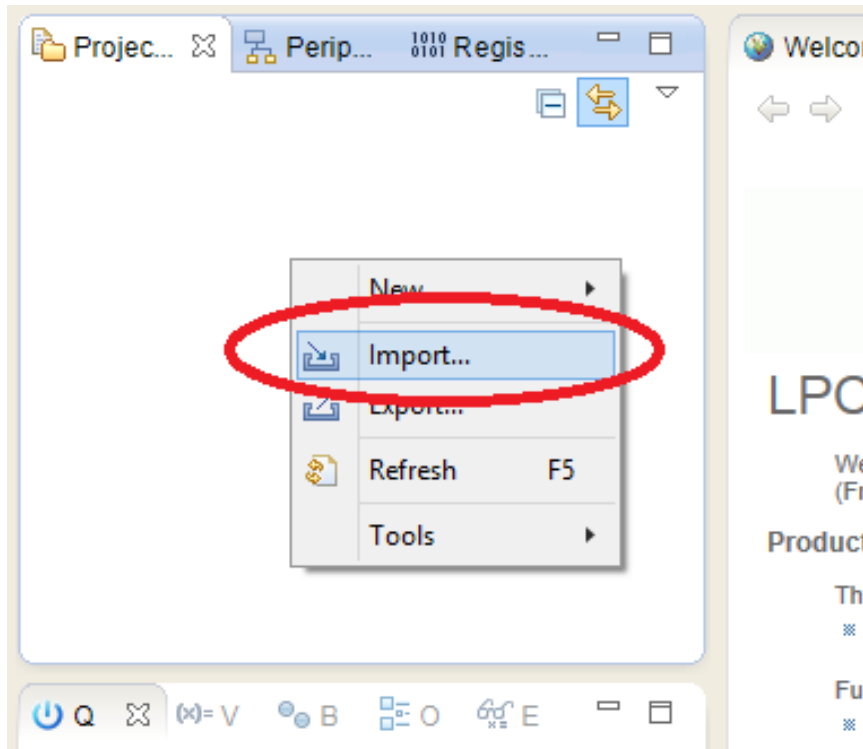 Projec... Perip... 1010 0101 Regis...
Welco
New
Import...
Export...
Refresh F5
Tools
LPC
We
(Fr
Product
Th
Fu
Q (x)= V B O E